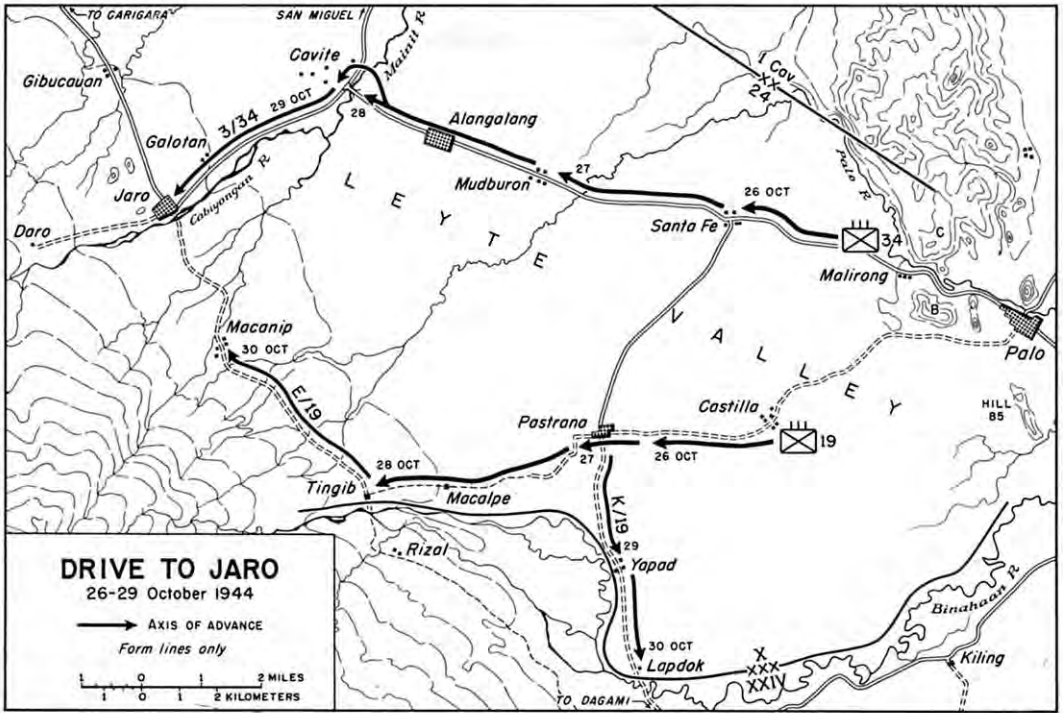 TO CARIGARA
SAN MIGUEL
Mainit R
Cavite
Gibucauan
29 OCT
3/34
28
Alangalang
Galotan
Jaro
Cabiyongan R
Daro
Mudburon
27
26 OCT
Santa Fe
1 Cav
XX
24
Palo R
C
34
Malirong
B
Palo
LEYTE
VALLEY
Macanip
30 OCT
E/19
Pastrana
Castilla
HILL
85
19
26 OCT
27
28 OCT
Tingib
Macalpe
K/19
29
Yapad
Rizal
30 OCT
Lapdok
X
XXX
XXIV
Binahaan R
Kiling
TO DAGAMI
DRIVE TO JARO
26-29 October 1944
AXIS OF ADVANCE
Form lines only
1 0 1 2 MILES
1 0 1 2 KILOMETERS